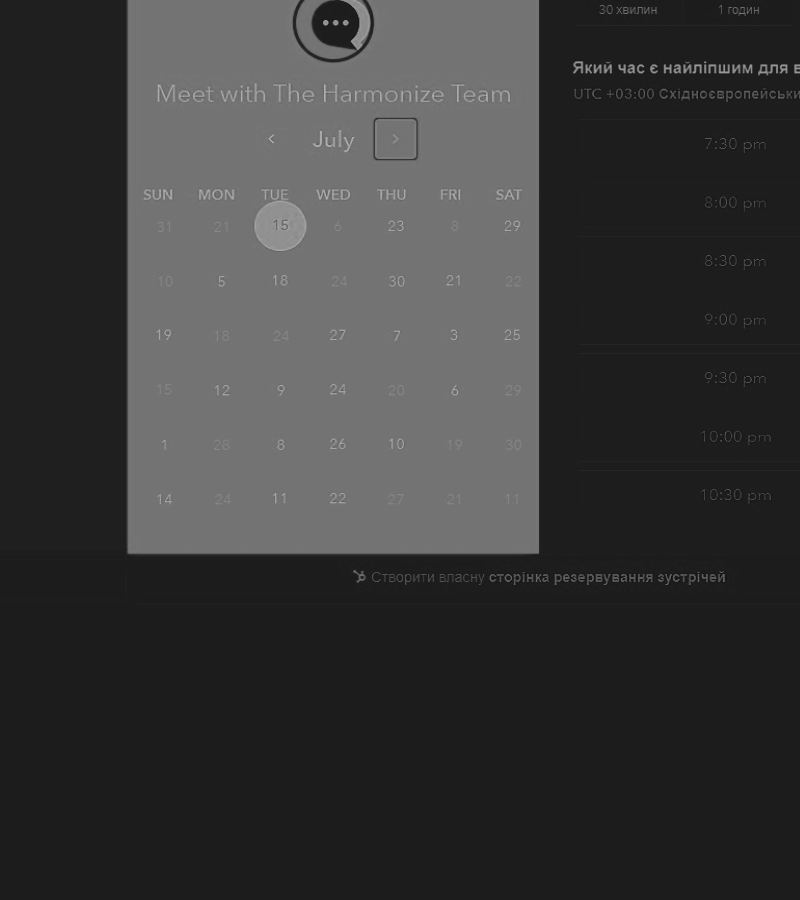 30 хвилин 1 годин
Який час є найліпшим для в
UTC +03:00 Східноєвропейськи
Meet with The Harmonize Team
July
SUN MON TUE WED THU FRI SAT
31 21 15 6 23 8 29
10 5 18 24 30 21 22
19 18 24 27 7 3 25
15 12 9 24 20 6 29
1 28 8 26 10 19 30
14 24 11 22 27 21 11
7:30 pm
8:00 pm
8:30 pm
9:00 pm
9:30 pm
10:00 pm
10:30 pm
Створити власну сторінка резервування зустрічей